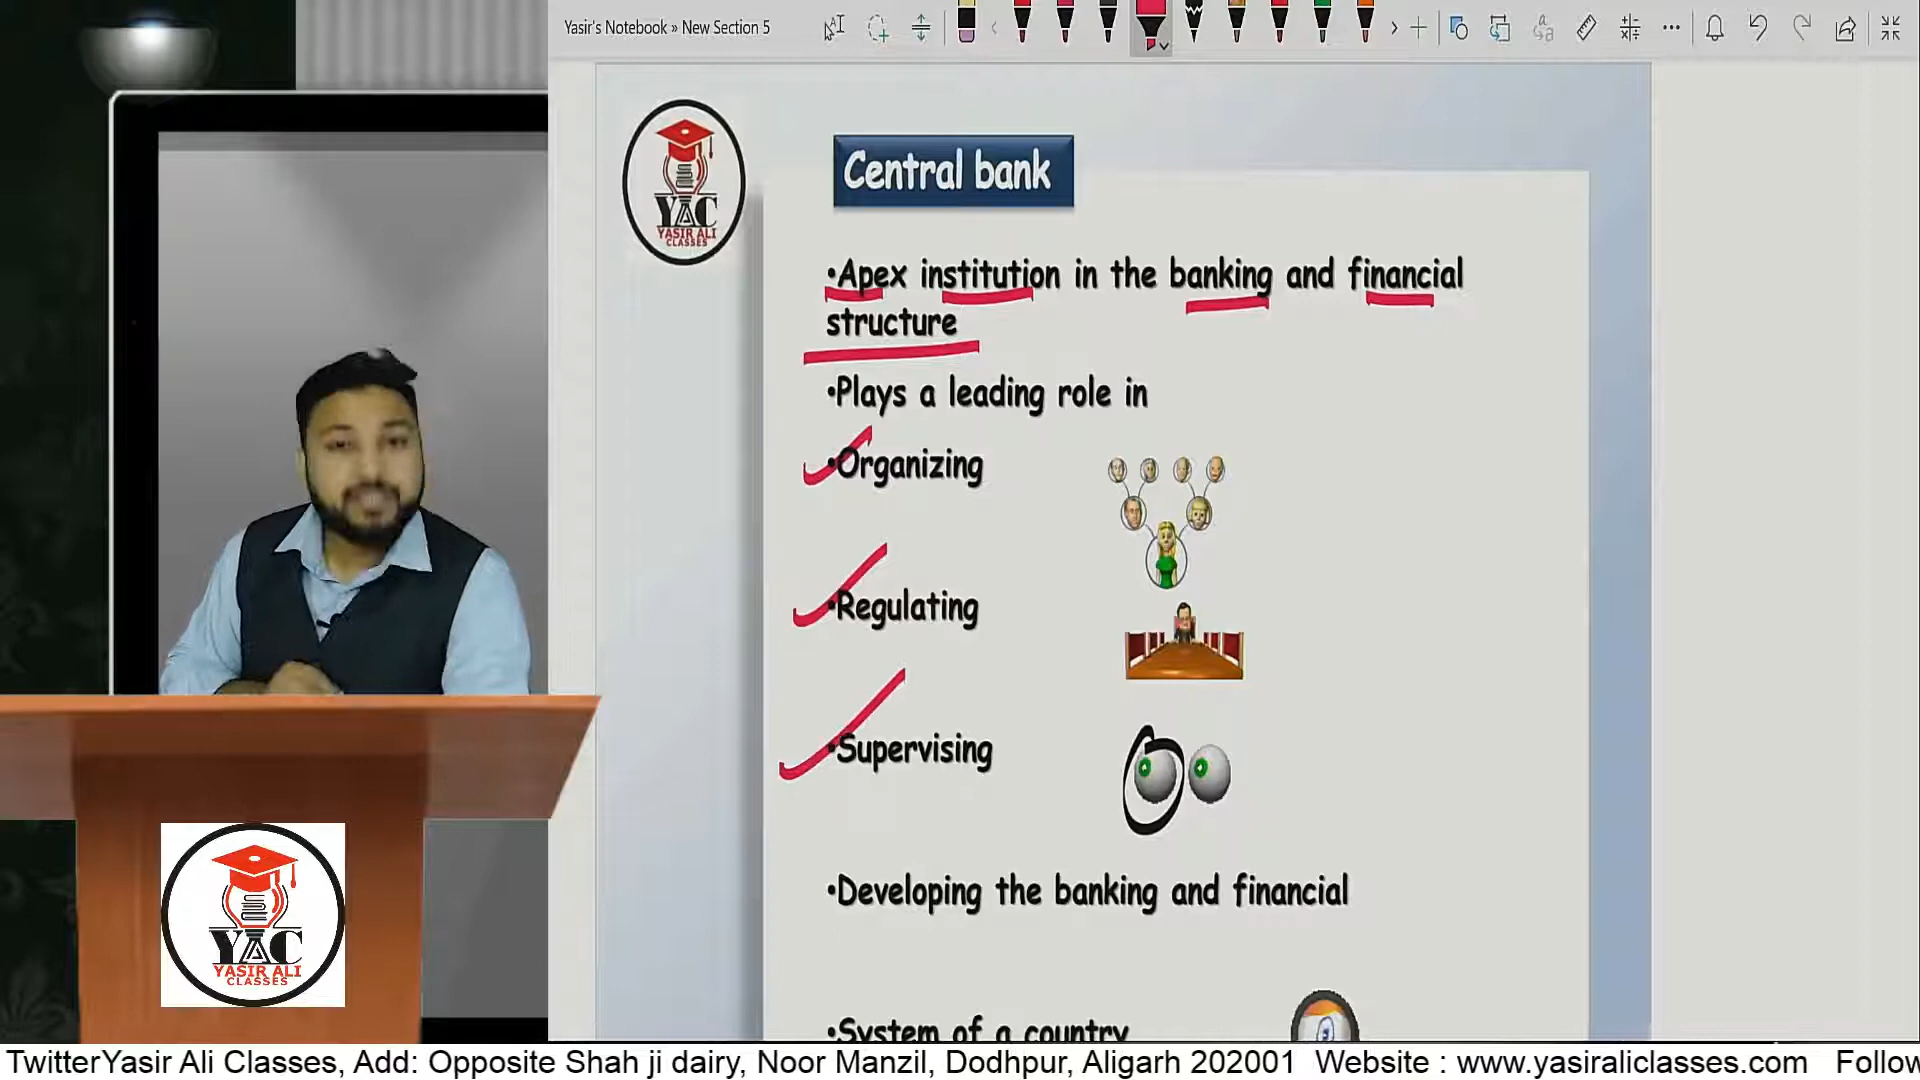 Yasir's Notebook » New Section 5
YAC
YASIR ALI
CLASSES
Central bank
•Apex institution in the banking and financial
structure
•Plays a leading role in
•Organizing
•Regulating
•Supervising
•Developing the banking and financial
•System of a country
YAC
YASIR ALI
CLASSES
TwitterYasir Ali Classes, Add: Opposite Shah ji dairy, Noor Manzil, Dodhpur, Aligarh 202001 Website : www.yasiraliclasses.com Follow